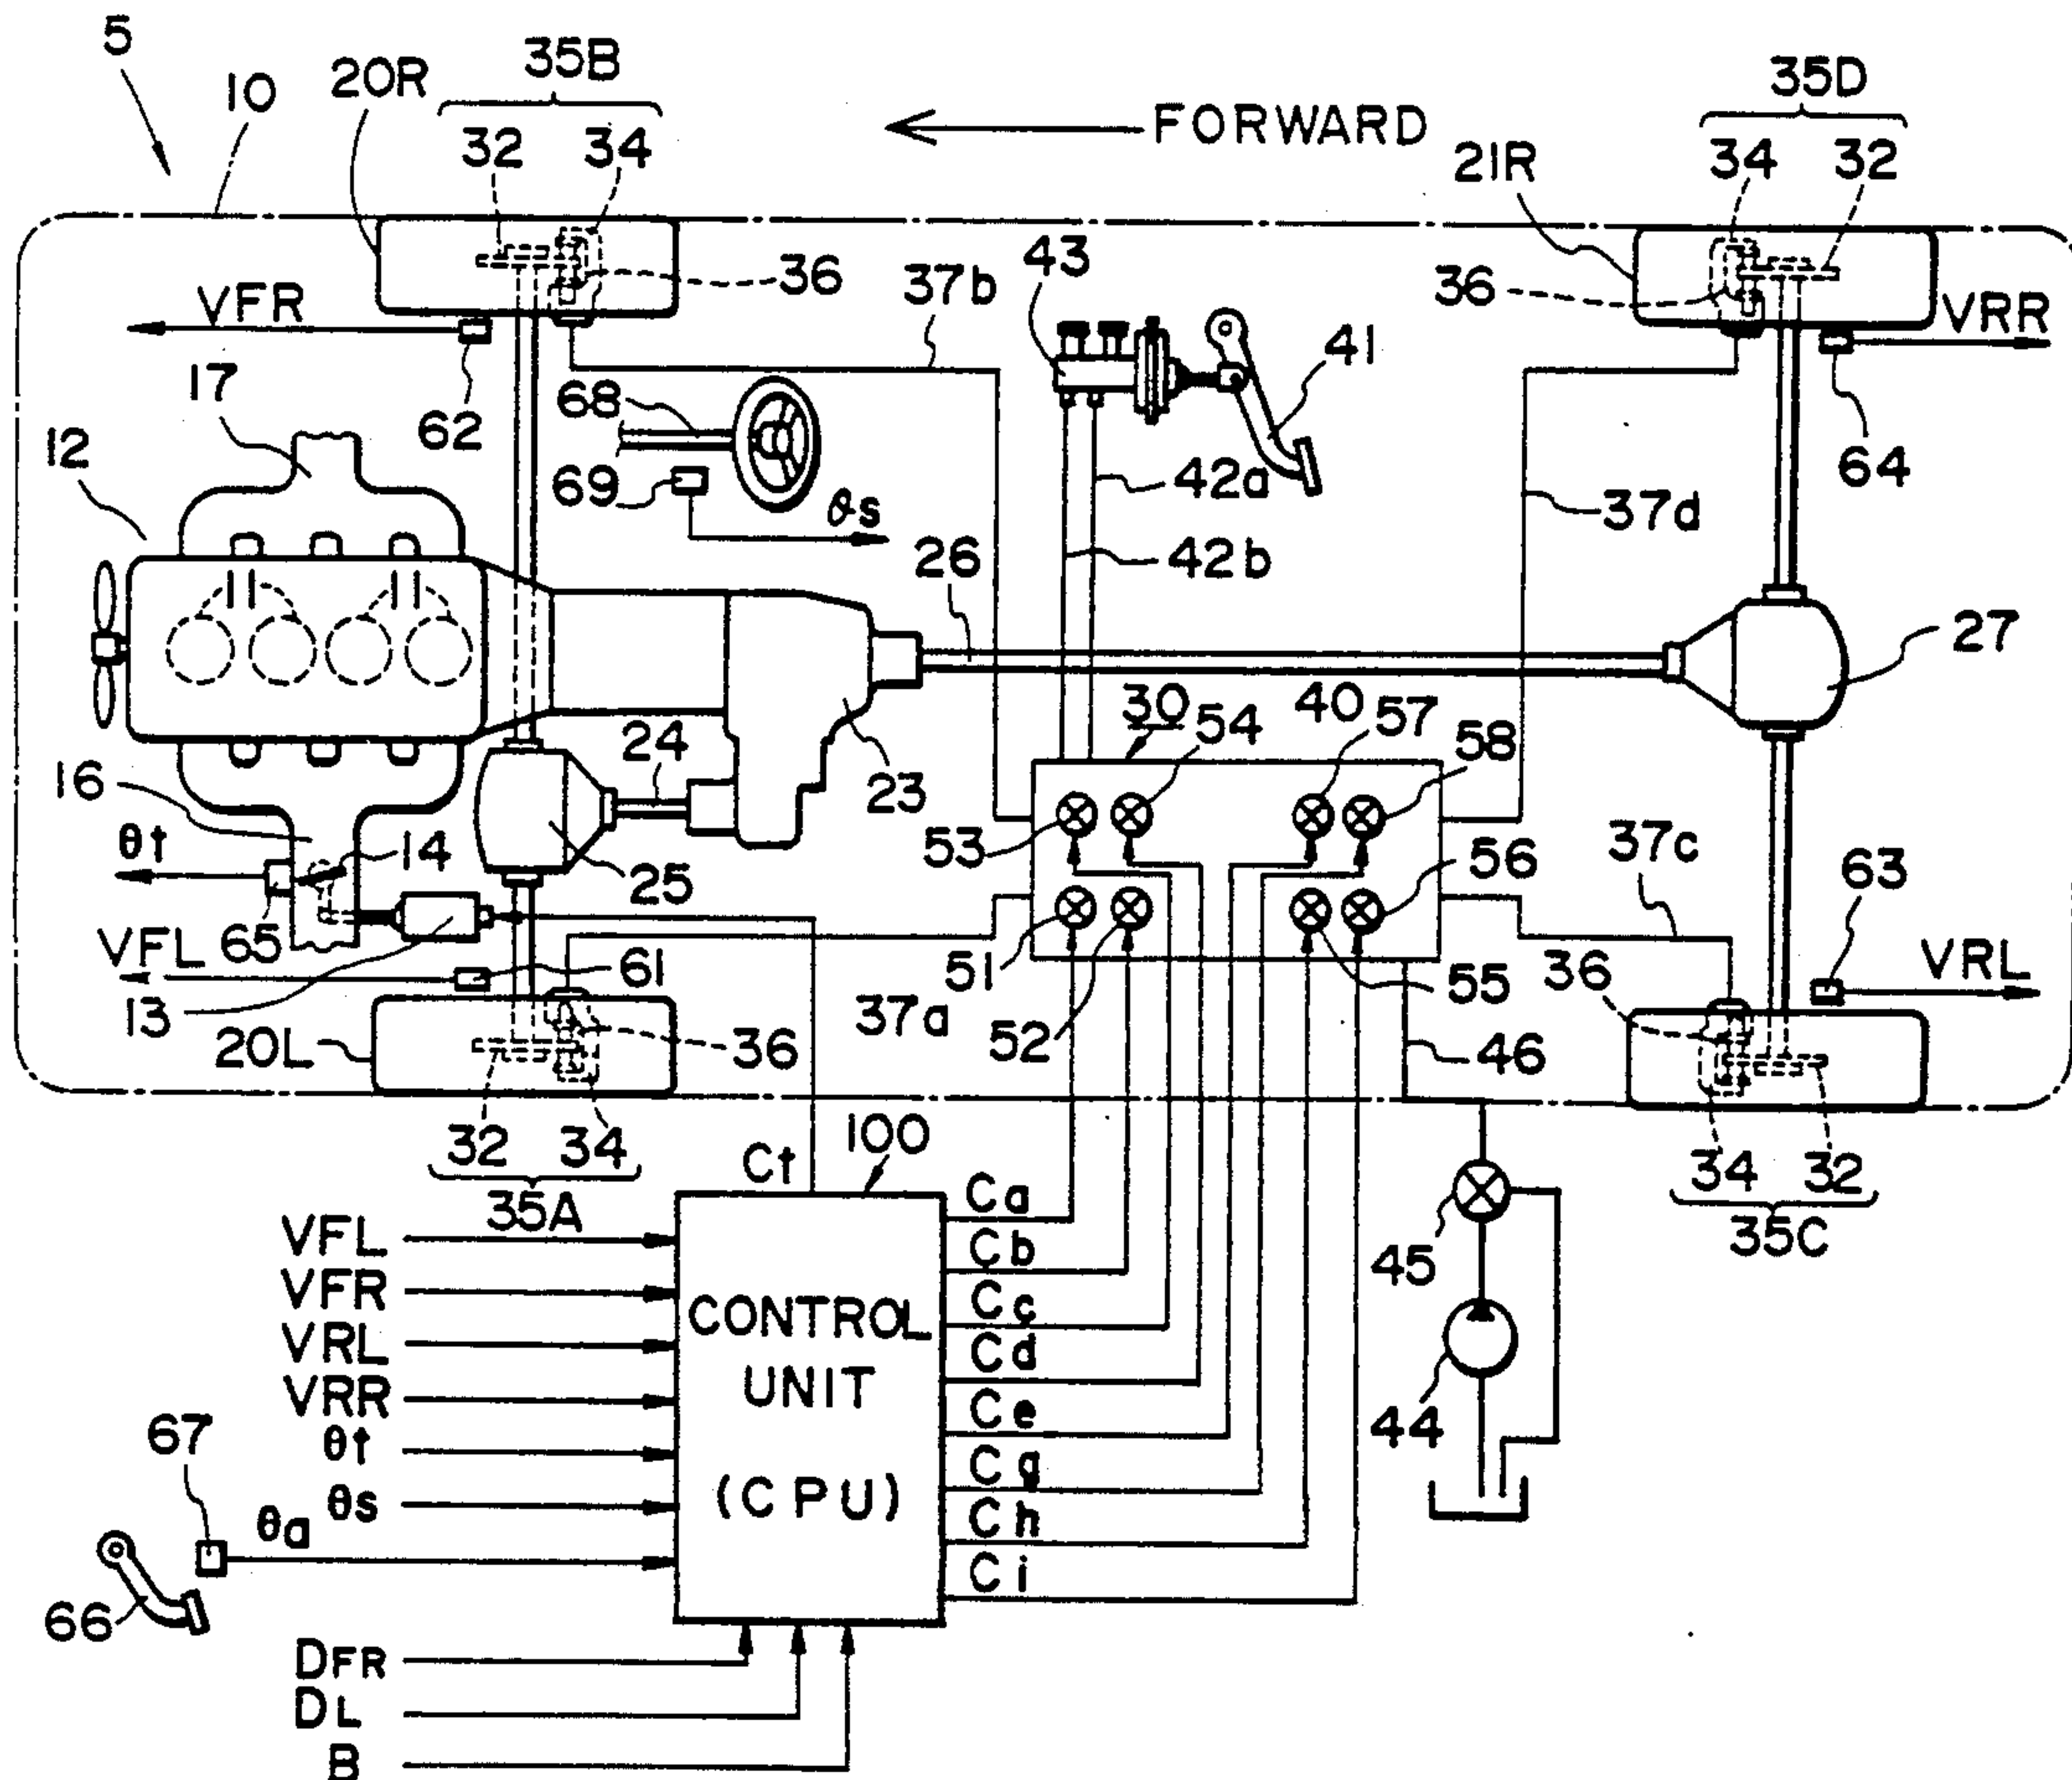 5
10
20R
35B
32 34
FORWARD
35D
21R
34 32
VFR
36
37b
43
36
VRR
17
62
68
41
64
12
69
42a
θs
37d
26
42b
27
30
54
40
57
58
24
16
23
53
θt
14
25
56
37c
63
65
VFL
61
51
55
36
VRL
13
37a
52
20L
36
46
32 34
35A
Ct
100
34 32
35C
Ca
VFL
Cb
45
VFR
CONTROL
Cc
VRL
UNIT
Cd
VRR
Ce
44
67
θt
Cg
θs
(CPU)
θa
Ch
Ci
66
DFR
DL
B